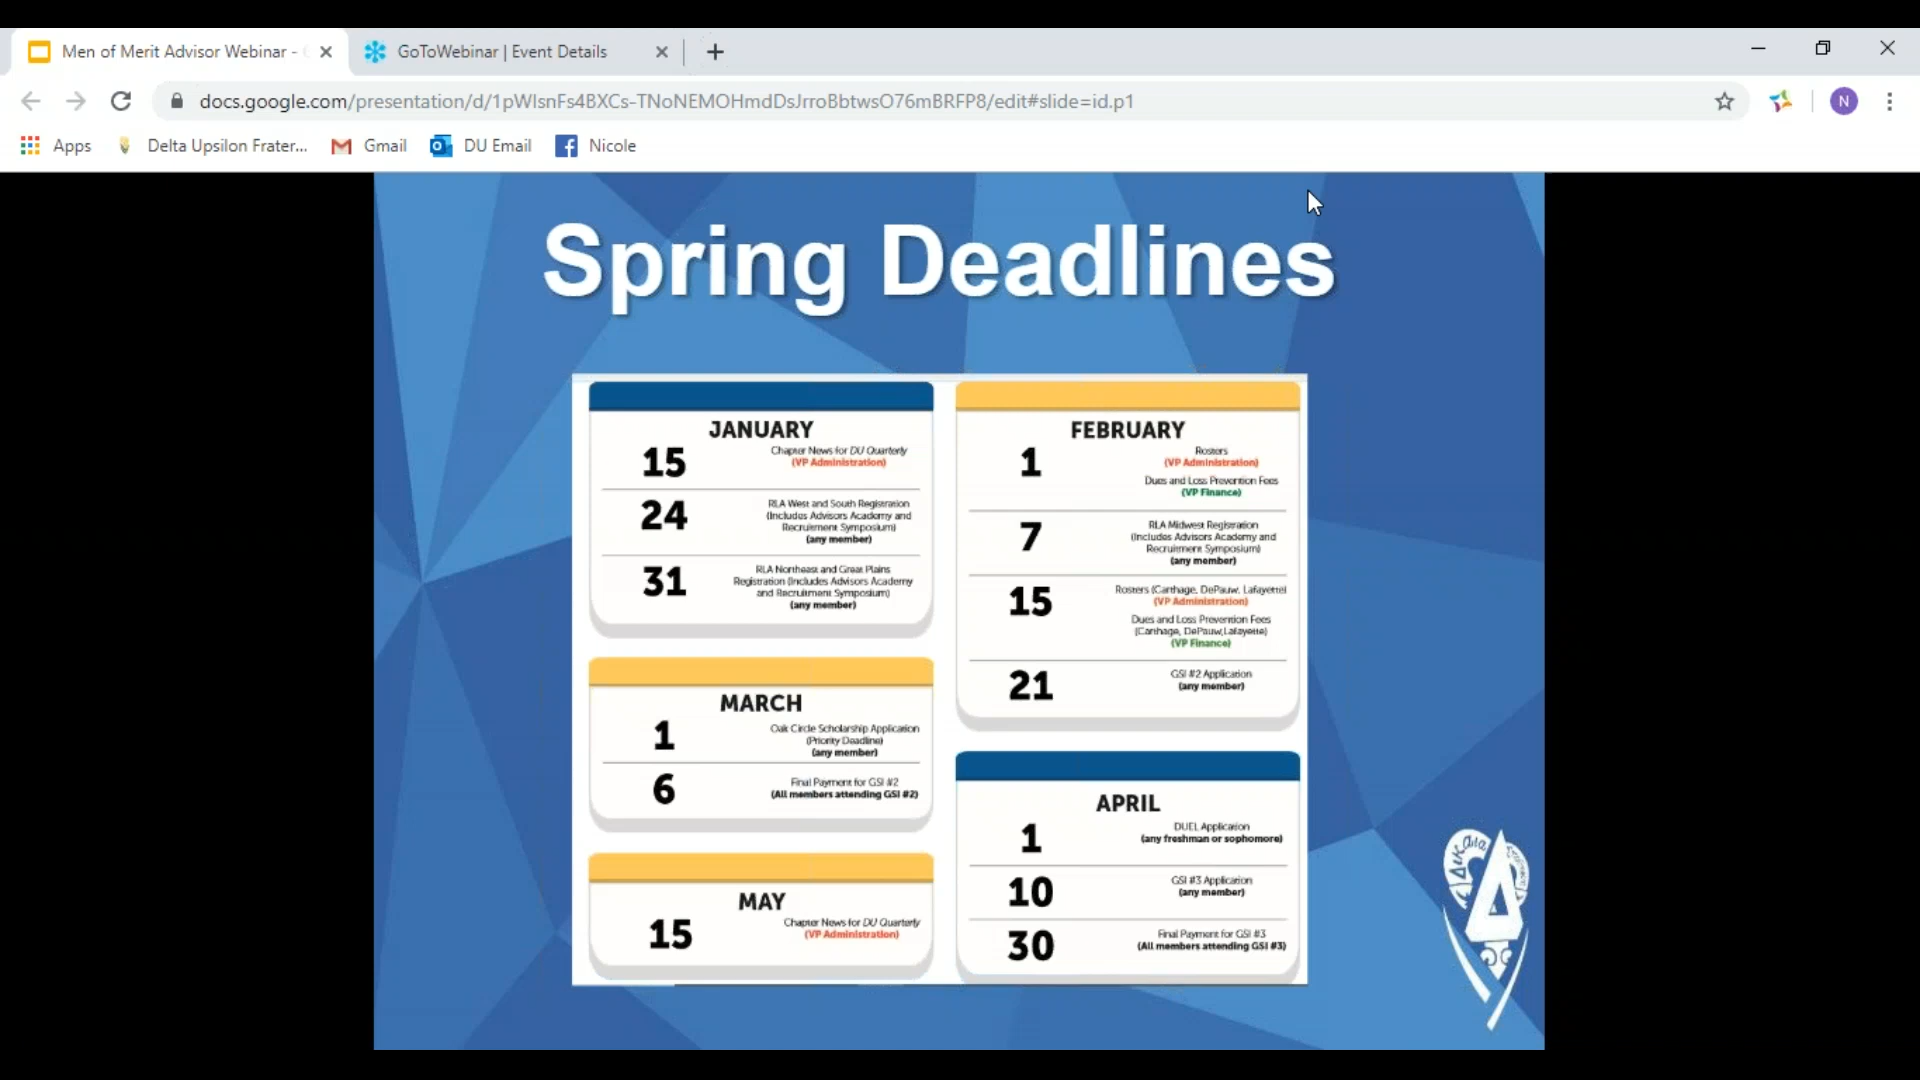 Men of Merit Advisor Webinar -
GoToWebinar | Event Details
docs.google.com/presentation/d/1pWlsnFs4BXCs-TNoNEMOHmdDsJrroBbtwsO76mBRFP8/edit#slide=id.p1
N
Apps
Delta Upsilon Frater...
Gmail
DU Email
Nicole
Spring Deadlines
JANUARY
15
Chapter News for DU Quarterly
(VP Administration)
24
RLA West and South Registration
(Includes Advisors Academy and
Recruitment Symposium)
(any member)
31
RLA Northeast and Great Plains
Registration (Includes Advisors Academy
and Recruitment Symposium)
(any member)
FEBRUARY
1
Rosters
(VP Administration)
Dues and Loss Prevention Fees
(VP Finance)
7
RLA Midwest Registration
(Includes Advisors Academy and
Recruitment Symposium)
(any member)
15
Rosters (Carthage, DePauw, Lafayette)
(VP Administration)
Dues and Loss Prevention Fees
(Carthage, DePauw, Lafayette)
(VP Finance)
21
GSI #2 Application
(any member)
MARCH
1
Oak Circle Scholarship Application
(Priority Deadline)
(any member)
6
Final Payment for GSI #2
(All members attending GSI #2)
APRIL
1
DUEL Application
(any freshman or sophomore)
10
GSI #3 Application
(any member)
30
Final Payment for GSI #3
(All members attending GSI #3)
MAY
15
Chapter News for DU Quarterly
(VP Administration)